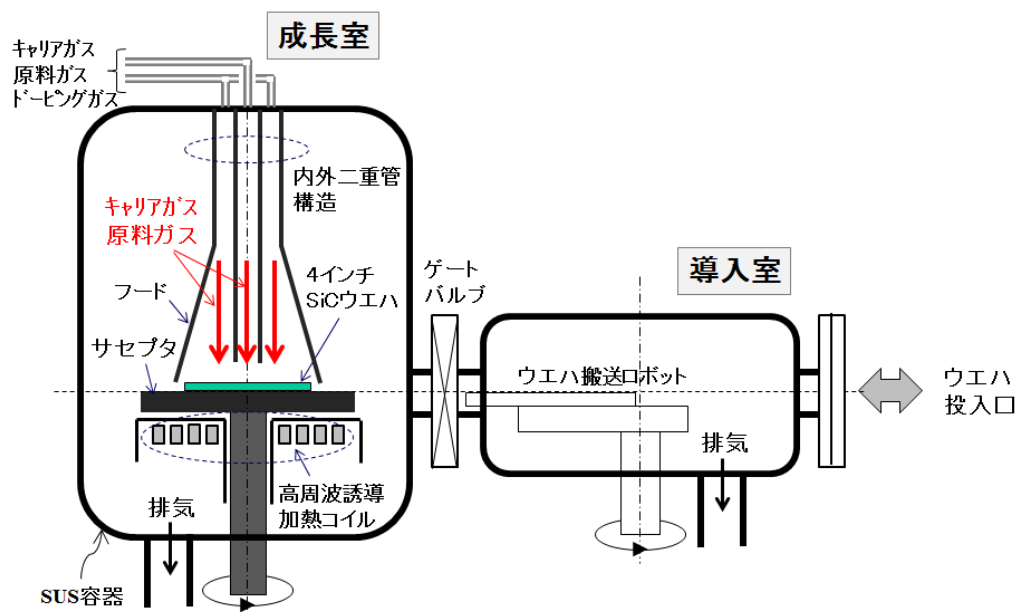 成長室
キャリアガス
原料ガス
ドーピングガス
内外二重管
構造
キャリアガス
原料ガス
4インチ
SiCウエハ
フード
サセプタ
ゲート
バルブ
導入室
ウエハ搬送ロボット
ウエハ
投入口
排気
高周波誘導
加熱コイル
排気
SUS容器